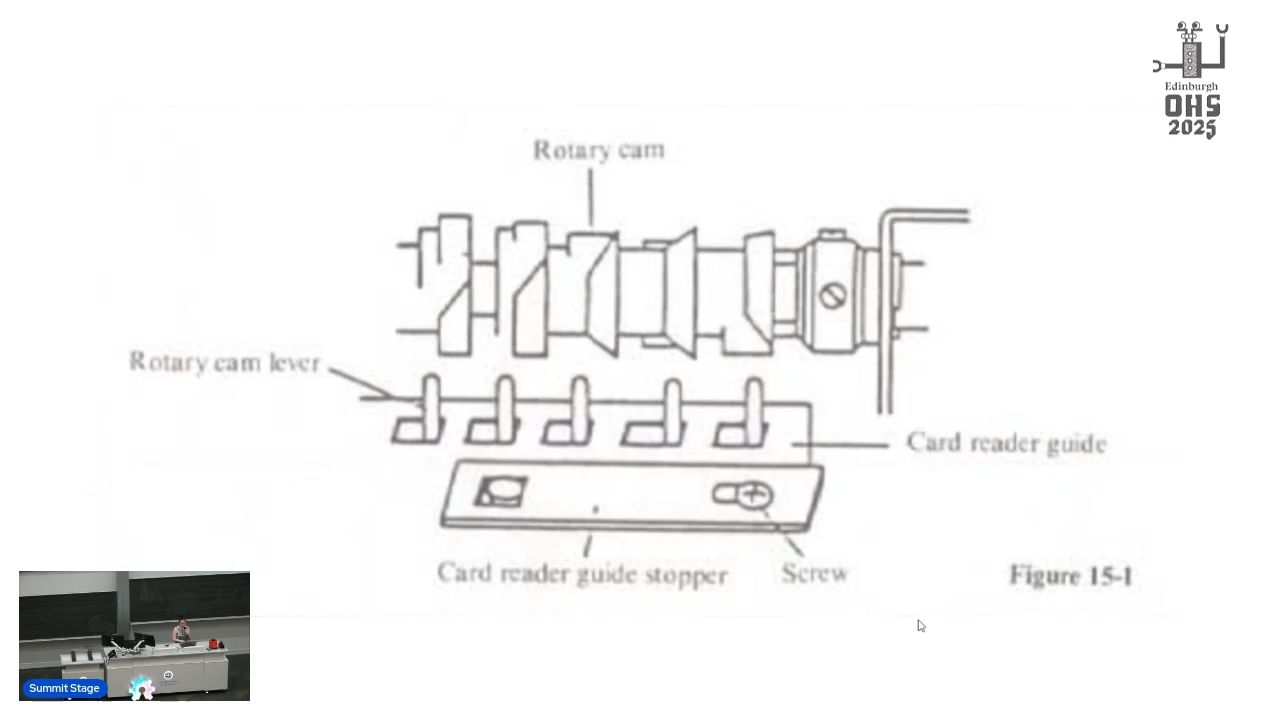 Edinburgh
OHS
2025
Rotary cam
Rotary cam lever
Card reader guide
Card reader guide stopper
Screw
Figure 15-1
Summit Stage